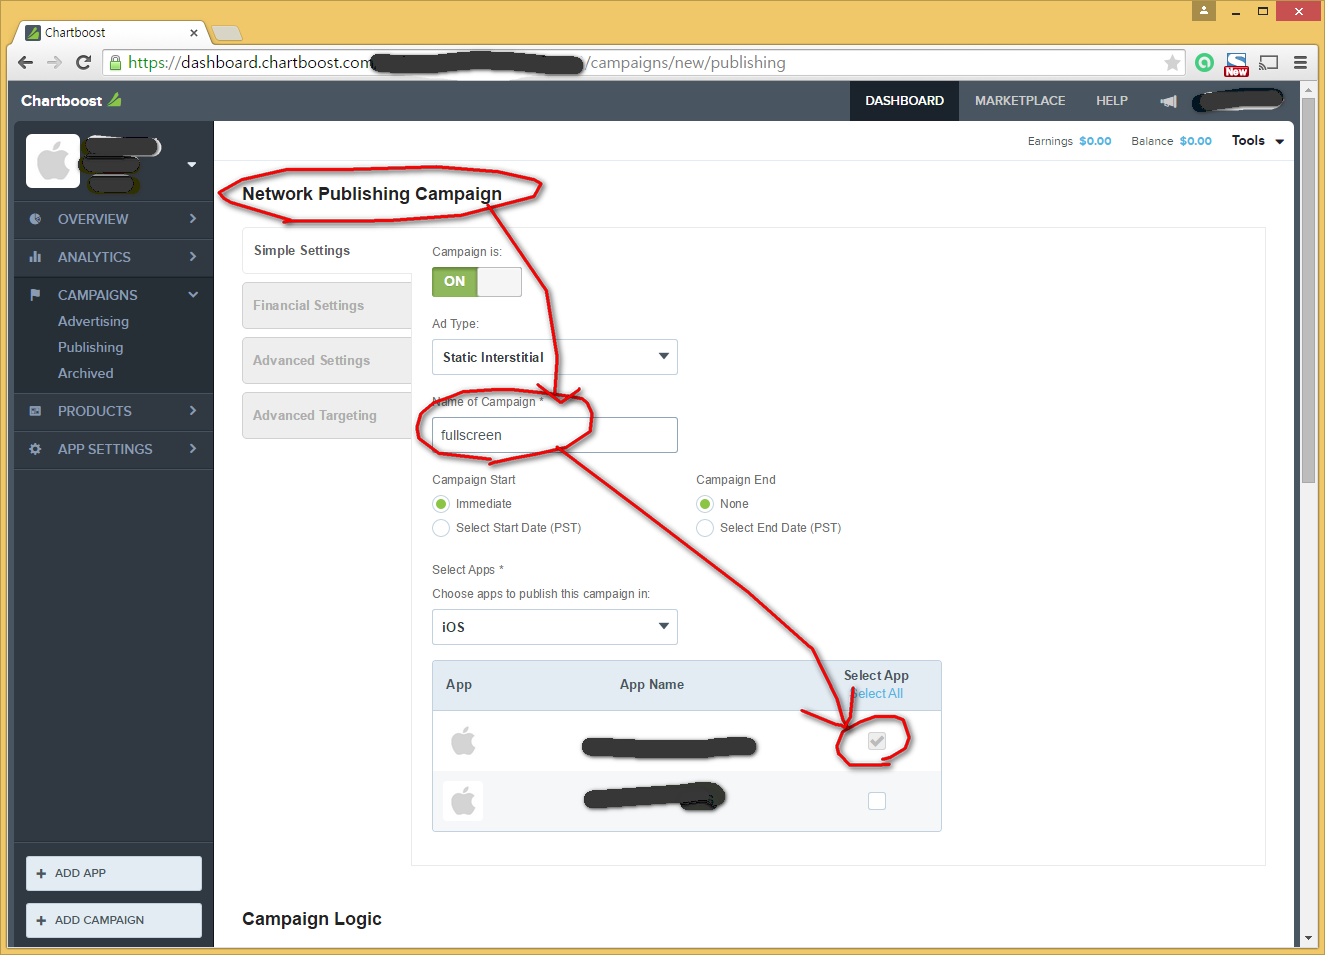 Chartboost
https://dashboard.chartboost.com /campaigns/new/publishing
New
Chartboost
DASHBOARD MARKETPLACE HELP
Earnings $0.00 Balance $0.00 Tools
OVERVIEW
ANALYTICS
CAMPAIGNS
Advertising
Publishing
Archived
PRODUCTS
APP SETTINGS
+ ADD APP
+ ADD CAMPAIGN
Network Publishing Campaign
Simple Settings
Financial Settings
Advanced Settings
Advanced Targeting
Campaign is:
ON
Ad Type:
Static Interstitial
Name of Campaign *
fullscreen
Campaign Start Campaign End
Immediate None
Select Start Date (PST) Select End Date (PST)
Select Apps *
Choose apps to publish this campaign in:
iOS
App App Name Select App
Select All
Campaign Logic